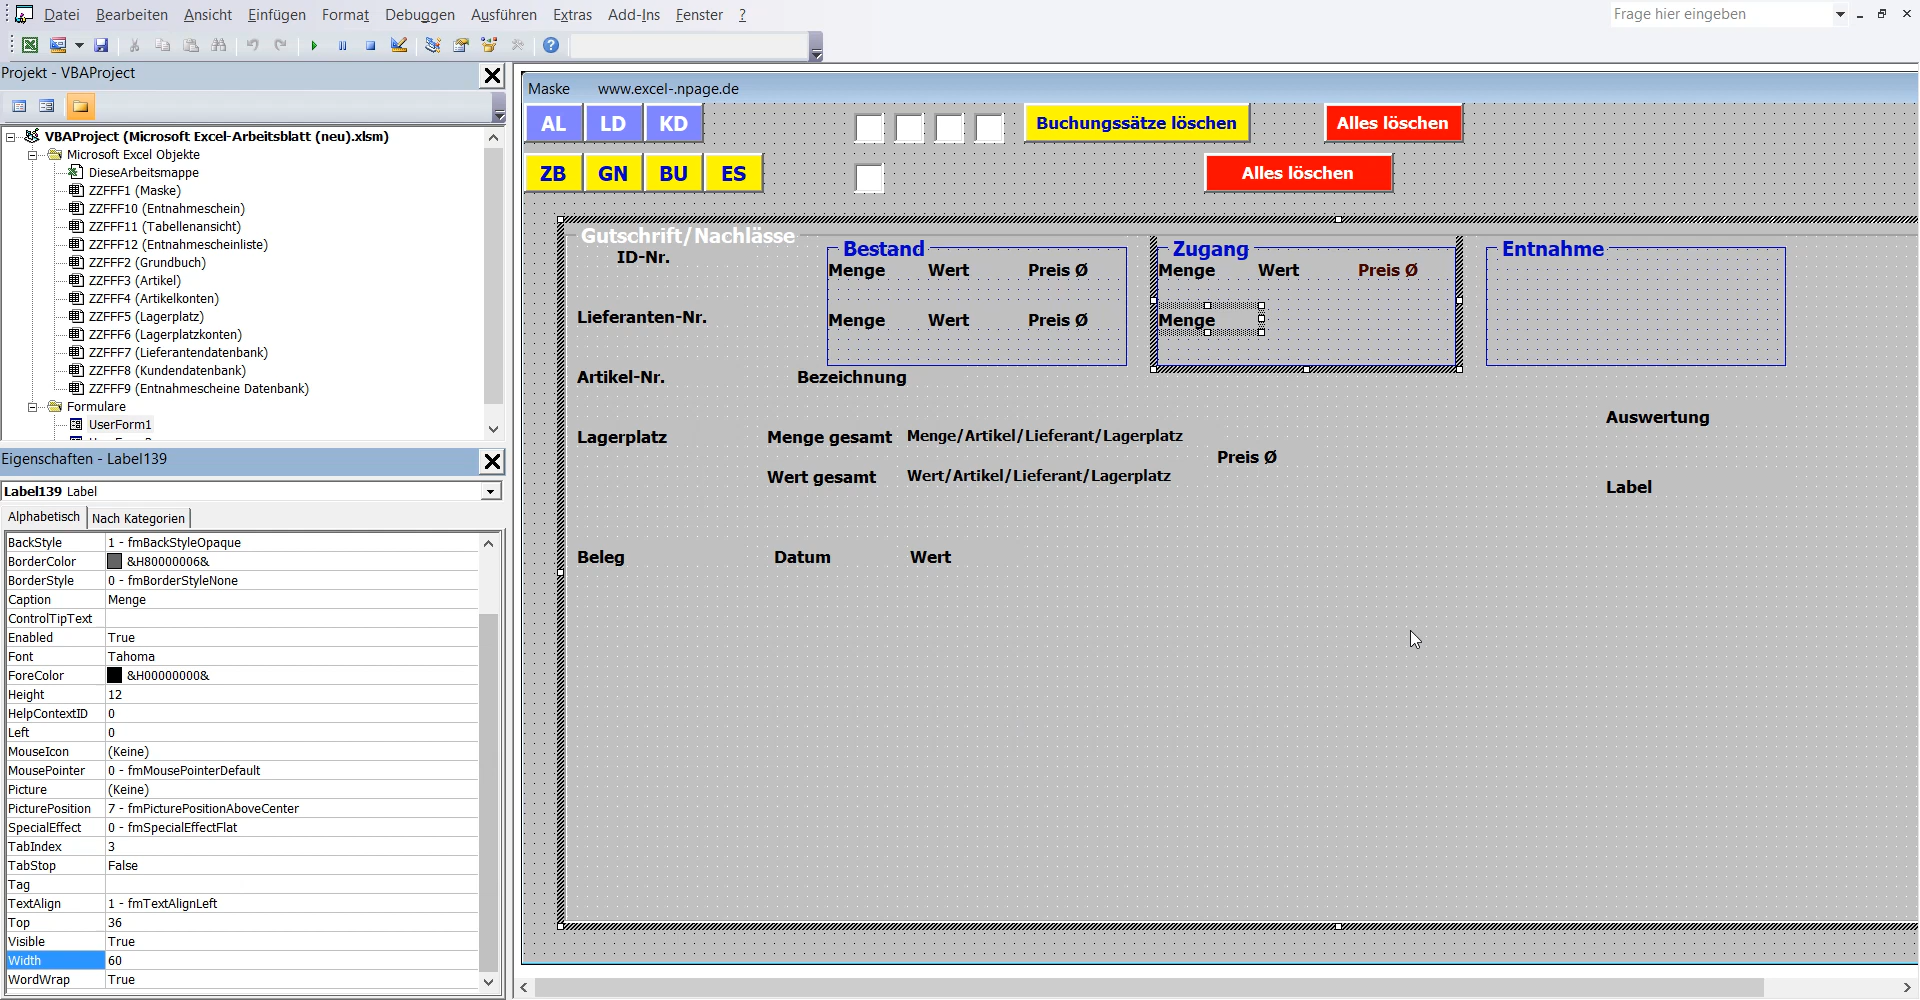 Datei Bearbeiten Ansicht Einfügen Format Debuggen Ausführen Extras Add-Ins Fenster ? Frage hier eingeben
Projekt - VBAProject
VBAProject (Microsoft Excel-Arbeitsblatt (neu).xlsm)
Microsoft Excel Objekte
DieseArbeitsmappe
ZZFFF1 (Maske)
ZZFFF10 (Entnahmeschein)
ZZFFF11 (Tabellenansicht)
ZZFFF12 (Entnahmescheinliste)
ZZFFF2 (Grundbuch)
ZZFFF3 (Artikel)
ZZFFF4 (Artikelkonten)
ZZFFF5 (Lagerplatz)
ZZFFF6 (Lagerplatzkonten)
ZZFFF7 (Lieferantendatenbank)
ZZFFF8 (Kundendatenbank)
ZZFFF9 (Entnahmescheine Datenbank)
Formulare
UserForm1
Eigenschaften - Label139
Label139 Label
Alphabetisch Nach Kategorien
BackStyle 1 - fmBackStyleOpaque
BorderColor &H80000006&
BorderStyle 0 - fmBorderStyleNone
Caption Menge
ControlTipText
Enabled True
Font Tahoma
ForeColor &H00000000&
Height 12
HelpContextID 0
Left 0
MouseIcon (Keine)
MousePointer 0 - fmMousePointerDefault
Picture (Keine)
PicturePosition 7 - fmPicturePositionAboveCenter
SpecialEffect 0 - fmSpecialEffectFlat
TabIndex 3
TabStop False
Tag
TextAlign 1 - fmTextAlignLeft
Top 36
Visible True
Width 60
WordWrap True
Maske www.excel-.npage.de
AL LD KD Buchungssätze löschen Alles löschen
ZB GN BU ES Alles löschen
Gutschrift/Nachlässe
Bestand Zugang Entnahme
ID-Nr.
Menge Wert Preis Ø Menge Wert Preis Ø
Lieferanten-Nr. Menge Wert Preis Ø Menge
Artikel-Nr. Bezeichnung
Auswertung
Lagerplatz Menge gesamt Menge/Artikel/Lieferant/Lagerplatz
Preis Ø
Wert gesamt Wert/Artikel/Lieferant/Lagerplatz
Label
Beleg Datum Wert